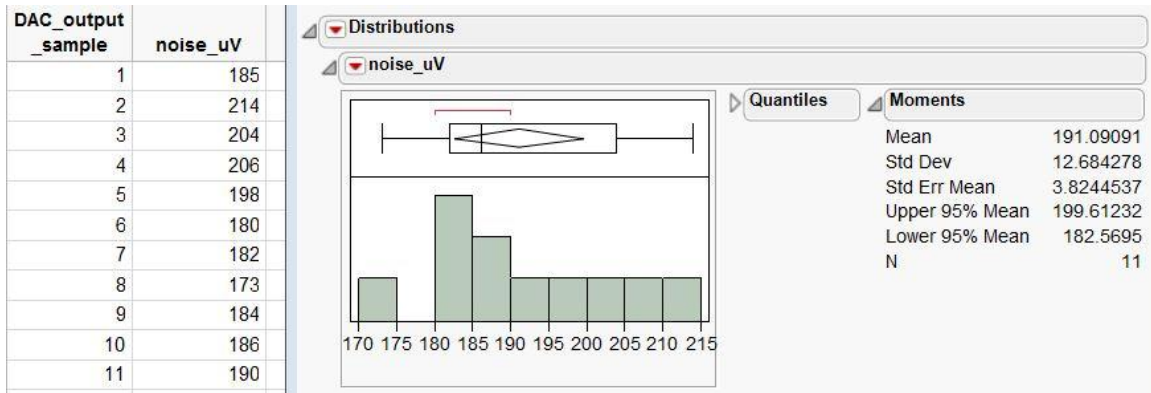 DAC_output
_sample noise_uV
1 185
2 214
3 204
4 206
5 198
6 180
7 182
8 173
9 184
10 186
11 190
Distributions
noise_uV
170 175 180 185 190 195 200 205 210 215
Quantiles
Moments
Mean 191.09091
Std Dev 12.684278
Std Err Mean 3.8244537
Upper 95% Mean 199.61232
Lower 95% Mean 182.5695
N 11